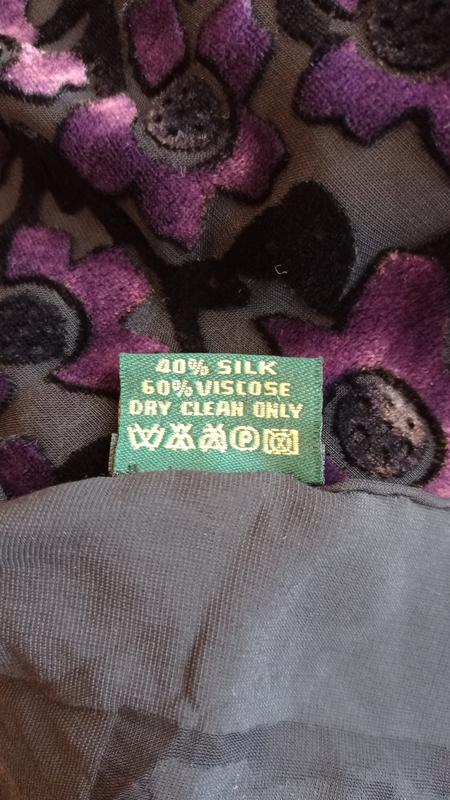 40% SILK
60% VISCOSE
DRY CLEAN ONLY
P